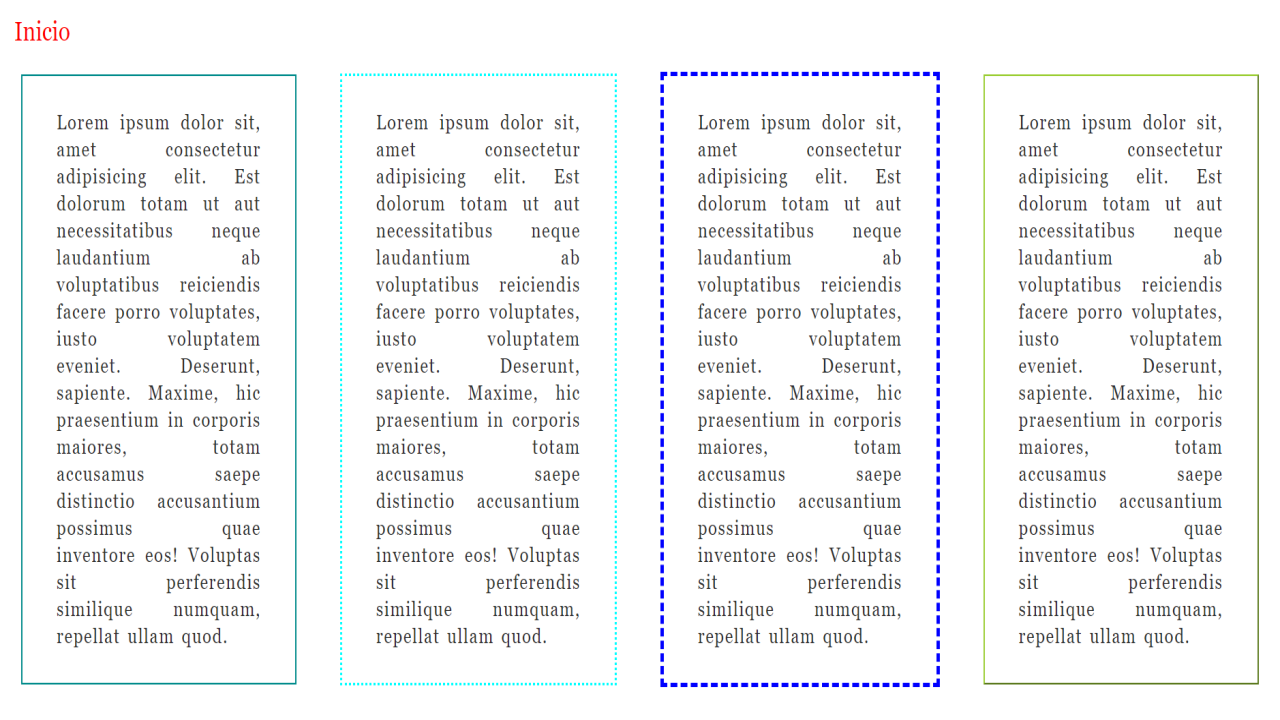 Inicio
Lorem ipsum dolor sit,
amet consectetur
adipisicing elit. Est
dolorum totam ut aut
necessitatibus neque
laudantium ab
voluptatibus reiciendis
facere porro voluptates,
iusto voluptatem
eveniet. Deserunt,
sapiente. Maxime, hic
praesentium in corporis
maiores, totam
accusamus saepe
distinctio accusantium
possimus quae
inventore eos! Voluptas
sit perferendis
similique numquam,
repellat ullam quod.
Lorem ipsum dolor sit,
amet consectetur
adipisicing elit. Est
dolorum totam ut aut
necessitatibus neque
laudantium ab
voluptatibus reiciendis
facere porro voluptates,
iusto voluptatem
eveniet. Deserunt,
sapiente. Maxime, hic
praesentium in corporis
maiores, totam
accusamus saepe
distinctio accusantium
possimus quae
inventore eos! Voluptas
sit perferendis
similique numquam,
repellat ullam quod.
Lorem ipsum dolor sit,
amet consectetur
adipisicing elit. Est
dolorum totam ut aut
necessitatibus neque
laudantium ab
voluptatibus reiciendis
facere porro voluptates,
iusto voluptatem
eveniet. Deserunt,
sapiente. Maxime, hic
praesentium in corporis
maiores, totam
accusamus saepe
distinctio accusantium
possimus quae
inventore eos! Voluptas
sit perferendis
similique numquam,
repellat ullam quod.
Lorem ipsum dolor sit,
amet consectetur
adipisicing elit. Est
dolorum totam ut aut
necessitatibus neque
laudantium ab
voluptatibus reiciendis
facere porro voluptates,
iusto voluptatem
eveniet. Deserunt,
sapiente. Maxime, hic
praesentium in corporis
maiores, totam
accusamus saepe
distinctio accusantium
possimus quae
inventore eos! Voluptas
sit perferendis
similique numquam,
repellat ullam quod.